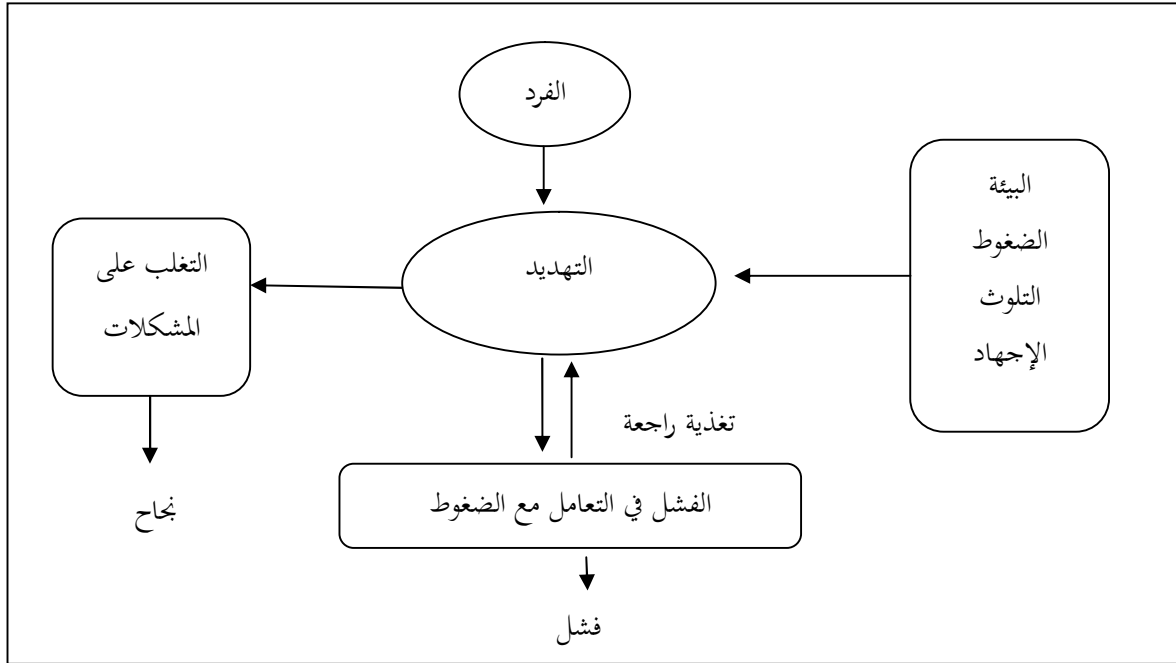 الفرد
البيئة
الضغوط
التلوث
الإجهاد
التهديد
التغلب على
المشكلات
تغذية راجعة
الفشل في التعامل مع الضغوط
نجاح
فشل